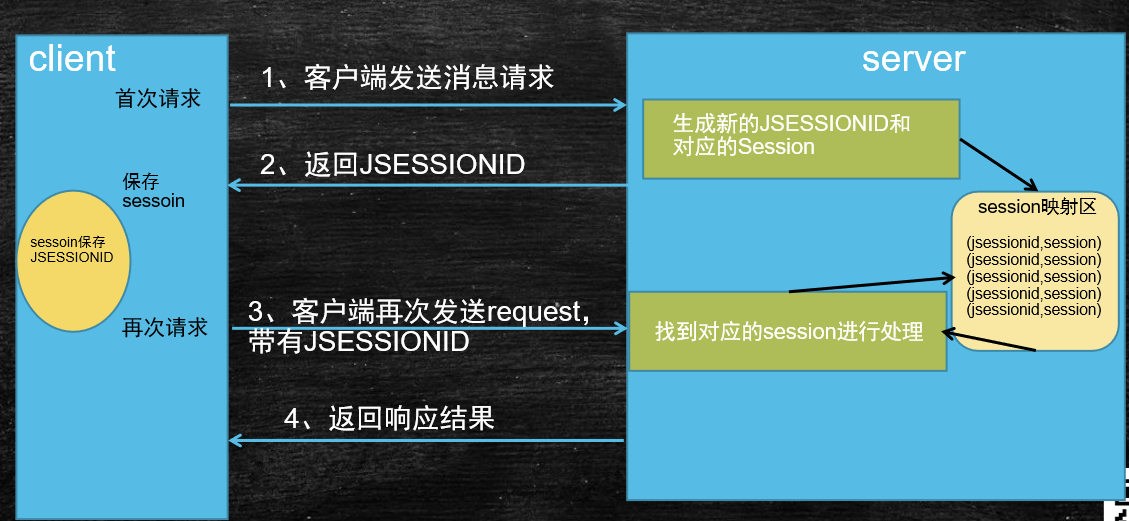 client
server
首次请求
1、客户端发送消息请求
生成新的JSESSIONID和
对应的Session
2、返回JSESSIONID
保存
sessoin
session映射区
(jsessionid,session)
(jsessionid,session)
(jsessionid,session)
(jsessionid,session)
(jsessionid,session)
sessoin保存
JSESSIONID
再次请求
3、客户端再次发送request，
带有JSESSIONID
找到对应的session进行处理
4、返回响应结果